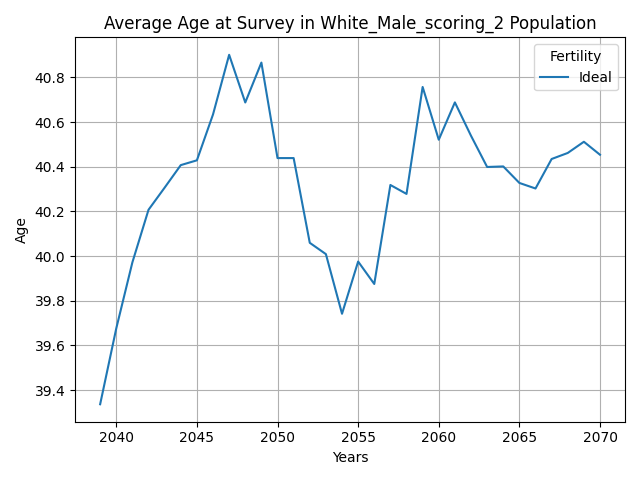 Average Age at Survey in White_Male_scoring_2 Population
Fertility
Ideal
Age
40.8
40.6
40.4
40.2
40.0
39.8
39.6
39.4
2040 2045 2050 2055 2060 2065 2070
Years